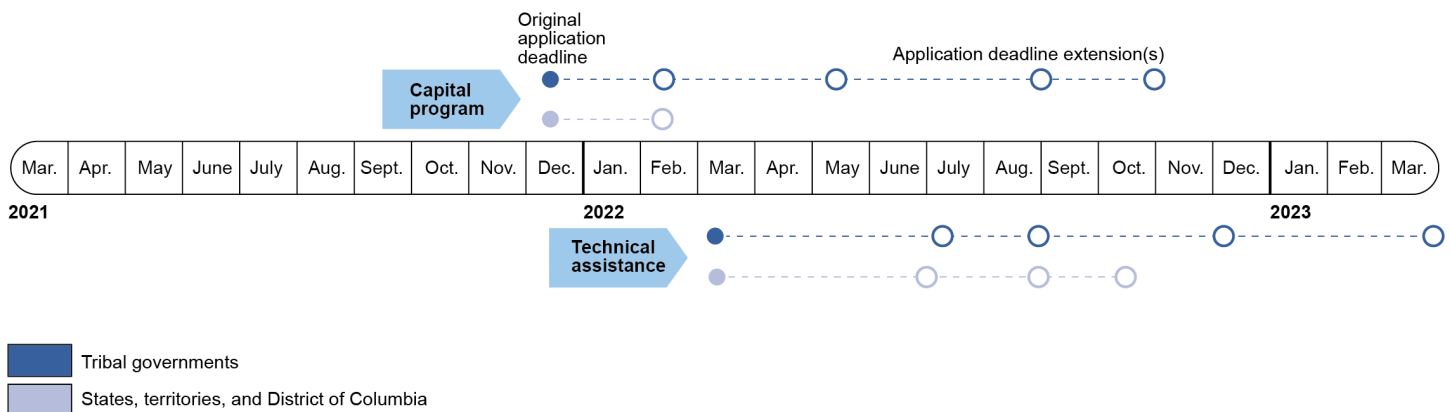 Original
application
deadline
Application deadline extension(s)
Capital
program
Mar. Apr. May June July Aug. Sept. Oct. Nov. Dec. Jan. Feb. Mar. Apr. May June July Aug. Sept. Oct. Nov. Dec. Jan. Feb. Mar.
2021 2022 2023
Technical
assistance
Tribal governments
States, territories, and District of Columbia